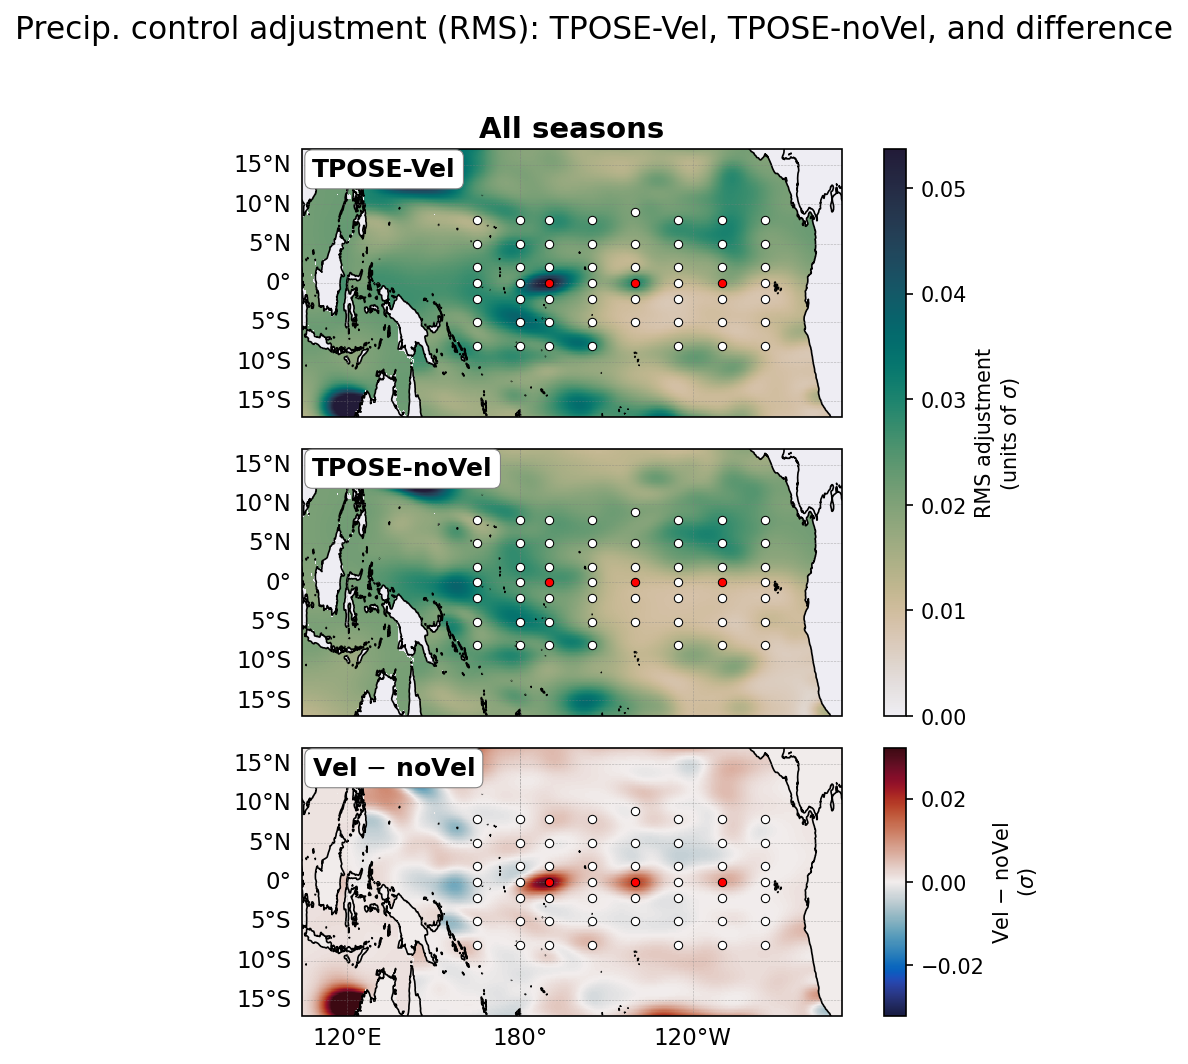 Precip. control adjustment (RMS): TPOSE-Vel, TPOSE-noVel, and difference
All seasons
TPOSE-Vel
15°N
10°N
5°N
0°
5°S
10°S
15°S
TPOSE-noVel
15°N
10°N
5°N
0°
5°S
10°S
15°S
0.05
0.04
0.03
0.02
0.01
0.00
RMS adjustment
(units of σ)
Vel − noVel
15°N
10°N
5°N
0°
5°S
10°S
15°S
120°E
180°
120°W
0.02
0.00
−0.02
Vel − noVel
(σ)